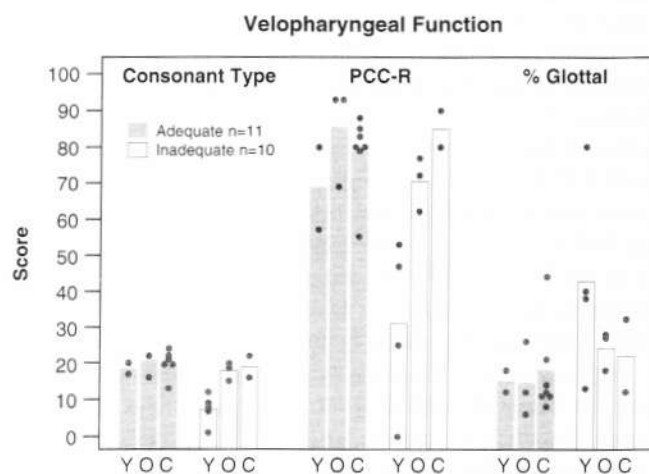 Velopharyngeal Function
Consonant Type PCC-R % Glottal
Adequate n=11
Inadequate n=10
Score
100
90
80
70
60
50
40
30
20
10
0
Y O C Y O C Y O C Y O C Y O C Y O C